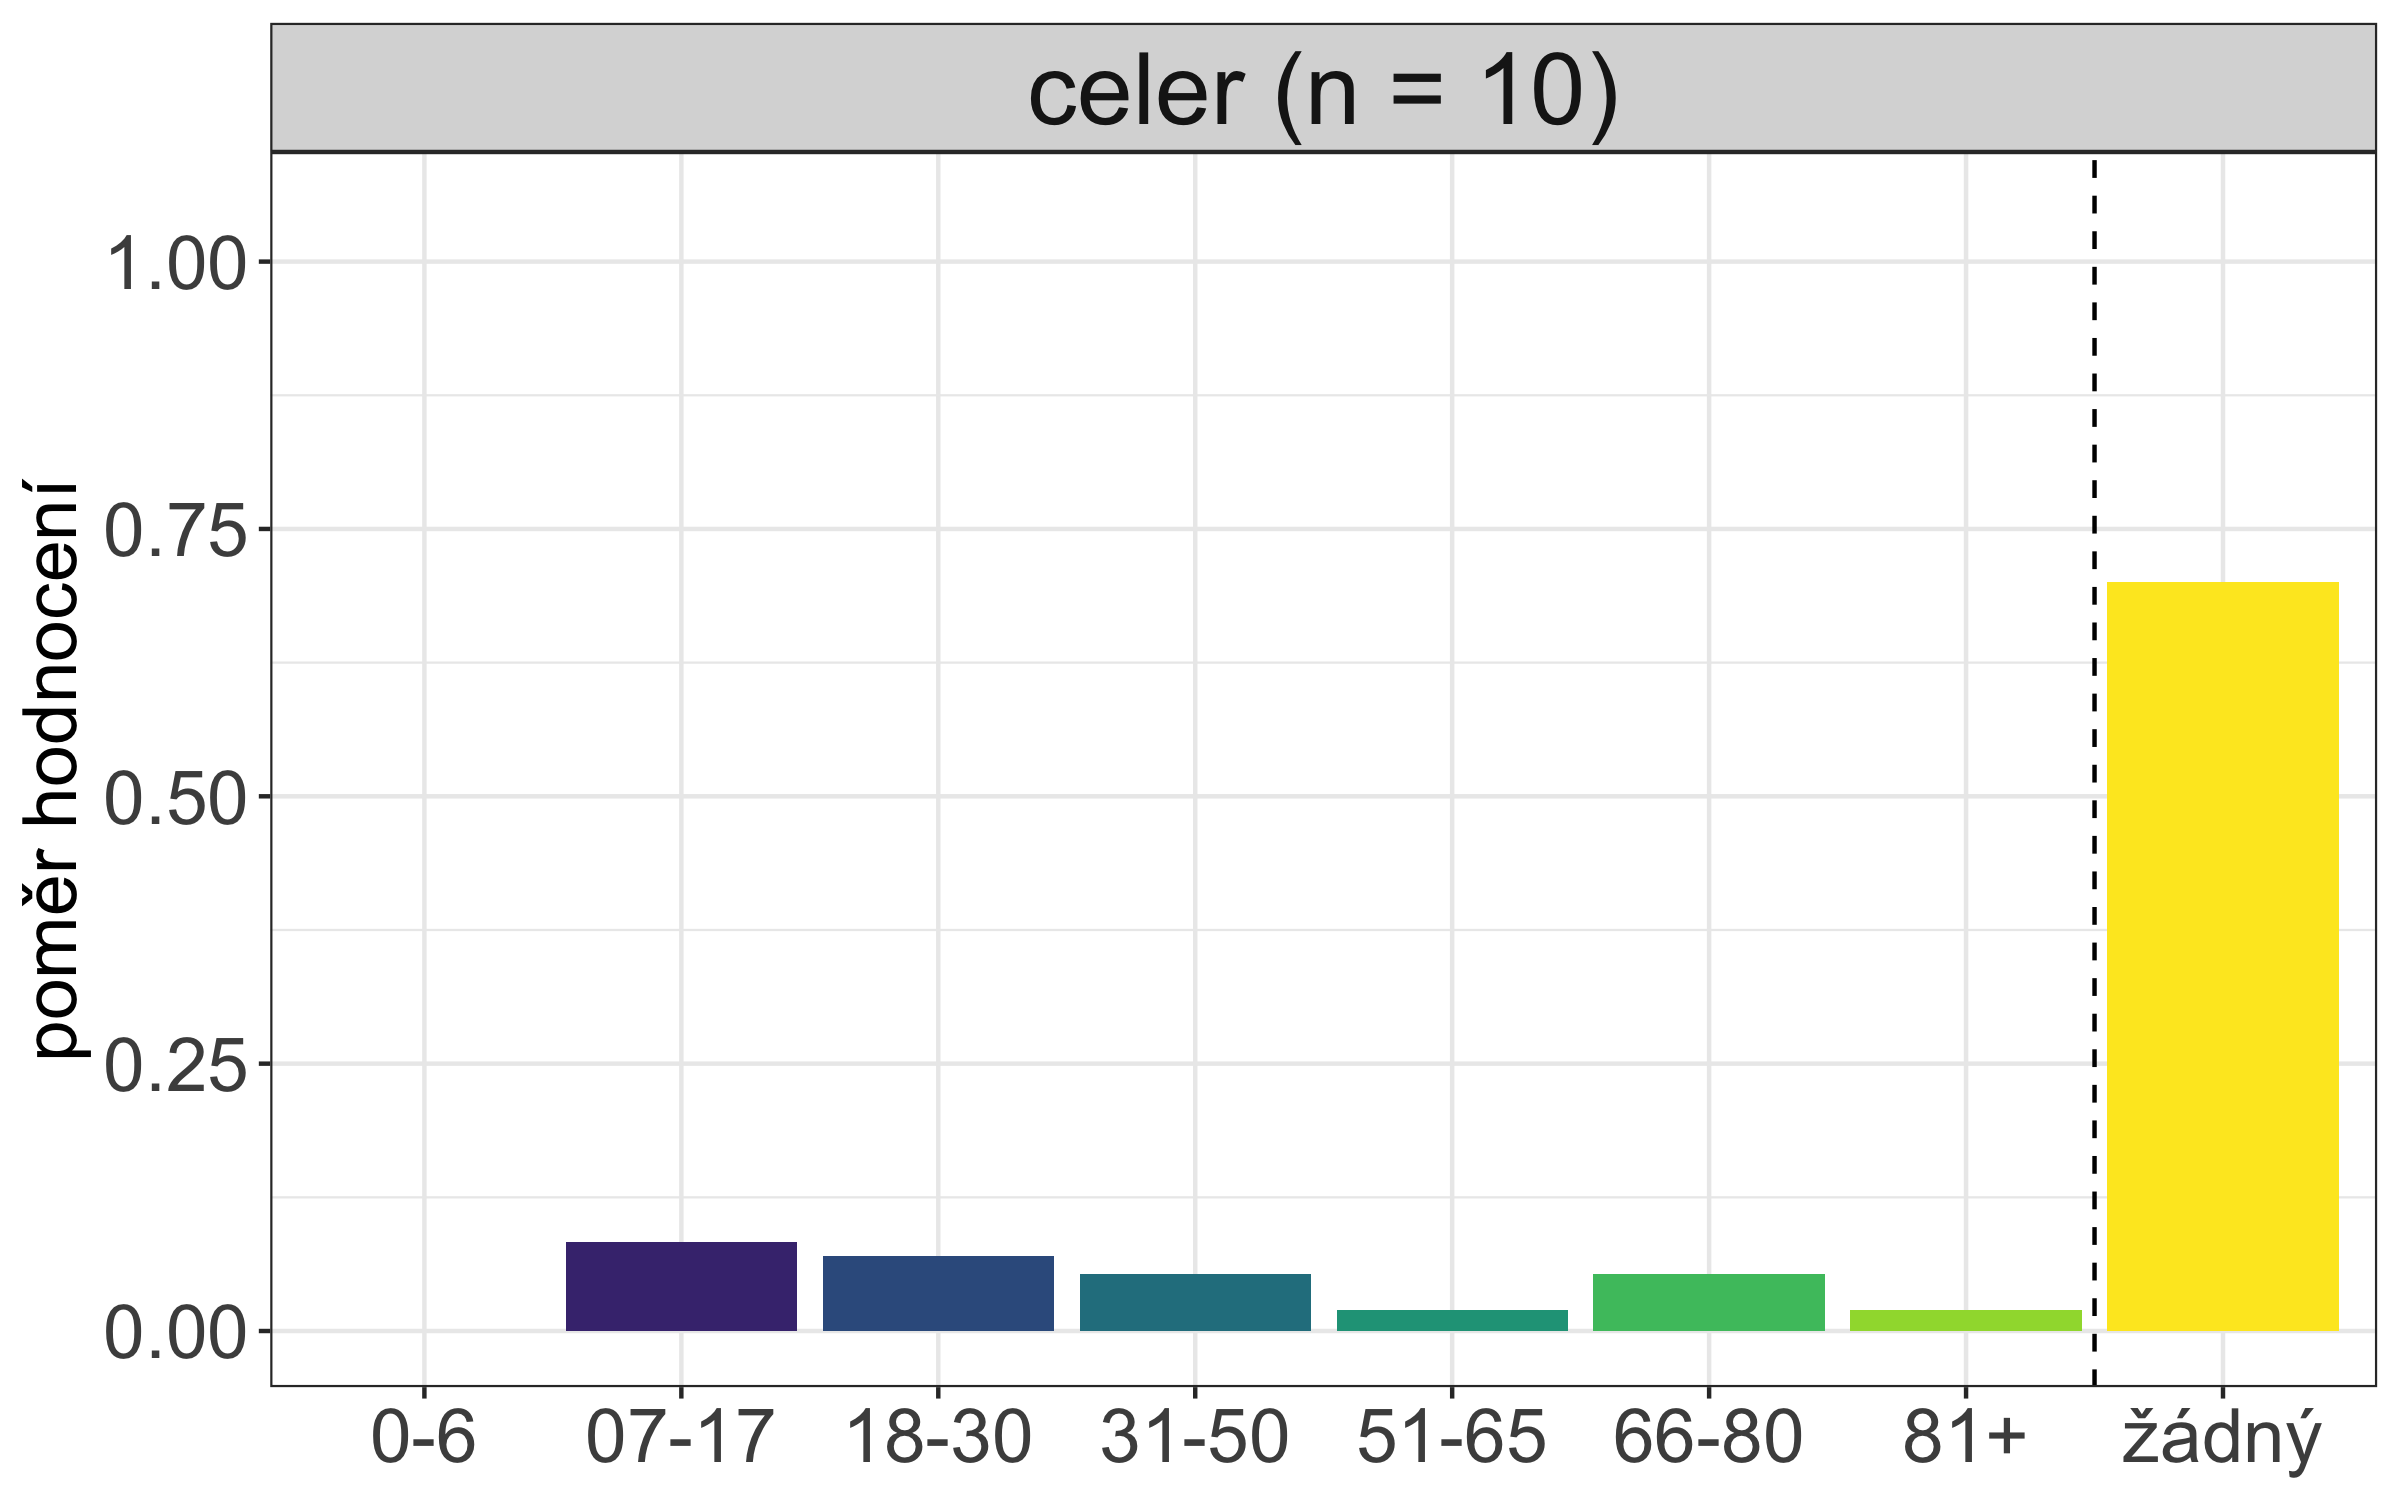 celer (n = 10)
poměr hodnocení
1.00
0.75
0.50
0.25
0.00
0-6 07-17 18-30 31-50 51-65 66-80 81+ žádný